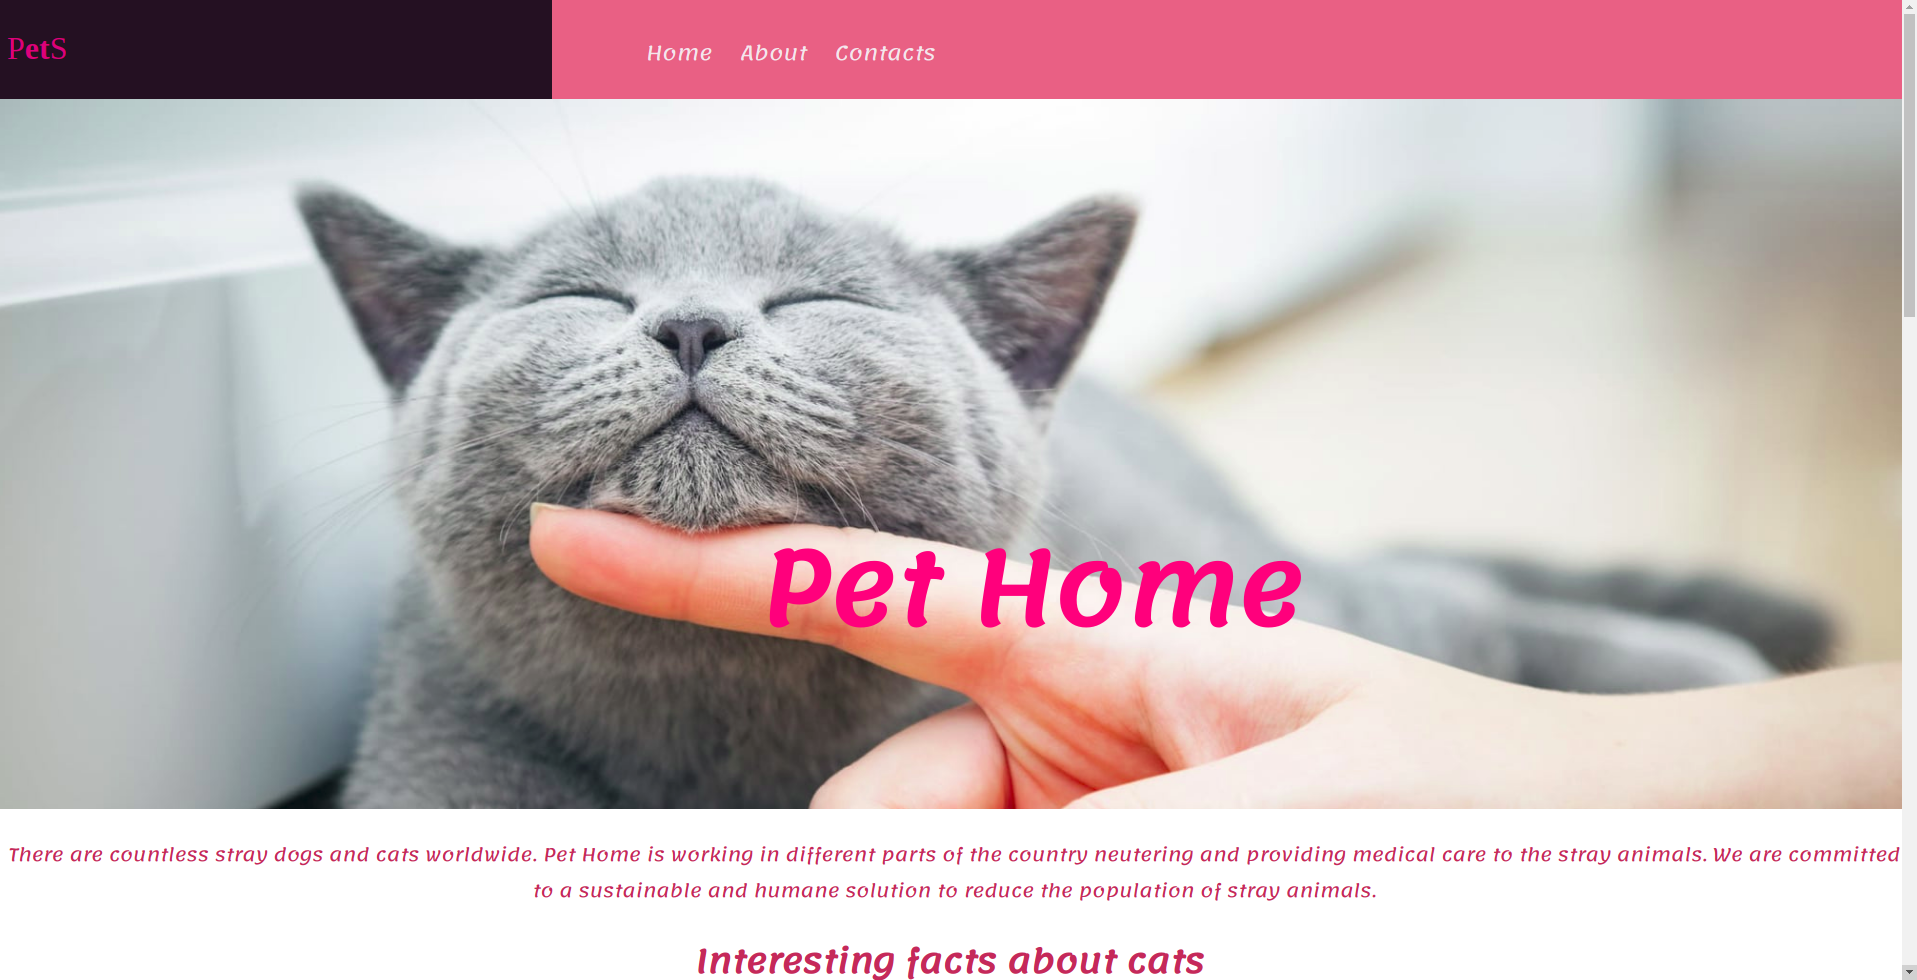 PetS
Home About Contacts
Pet Home
There are countless stray dogs and cats worldwide. Pet Home is working in different parts of the country neutering and providing medical care to the stray animals. We are committed
to a sustainable and humane solution to reduce the population of stray animals.
Interesting facts about cats